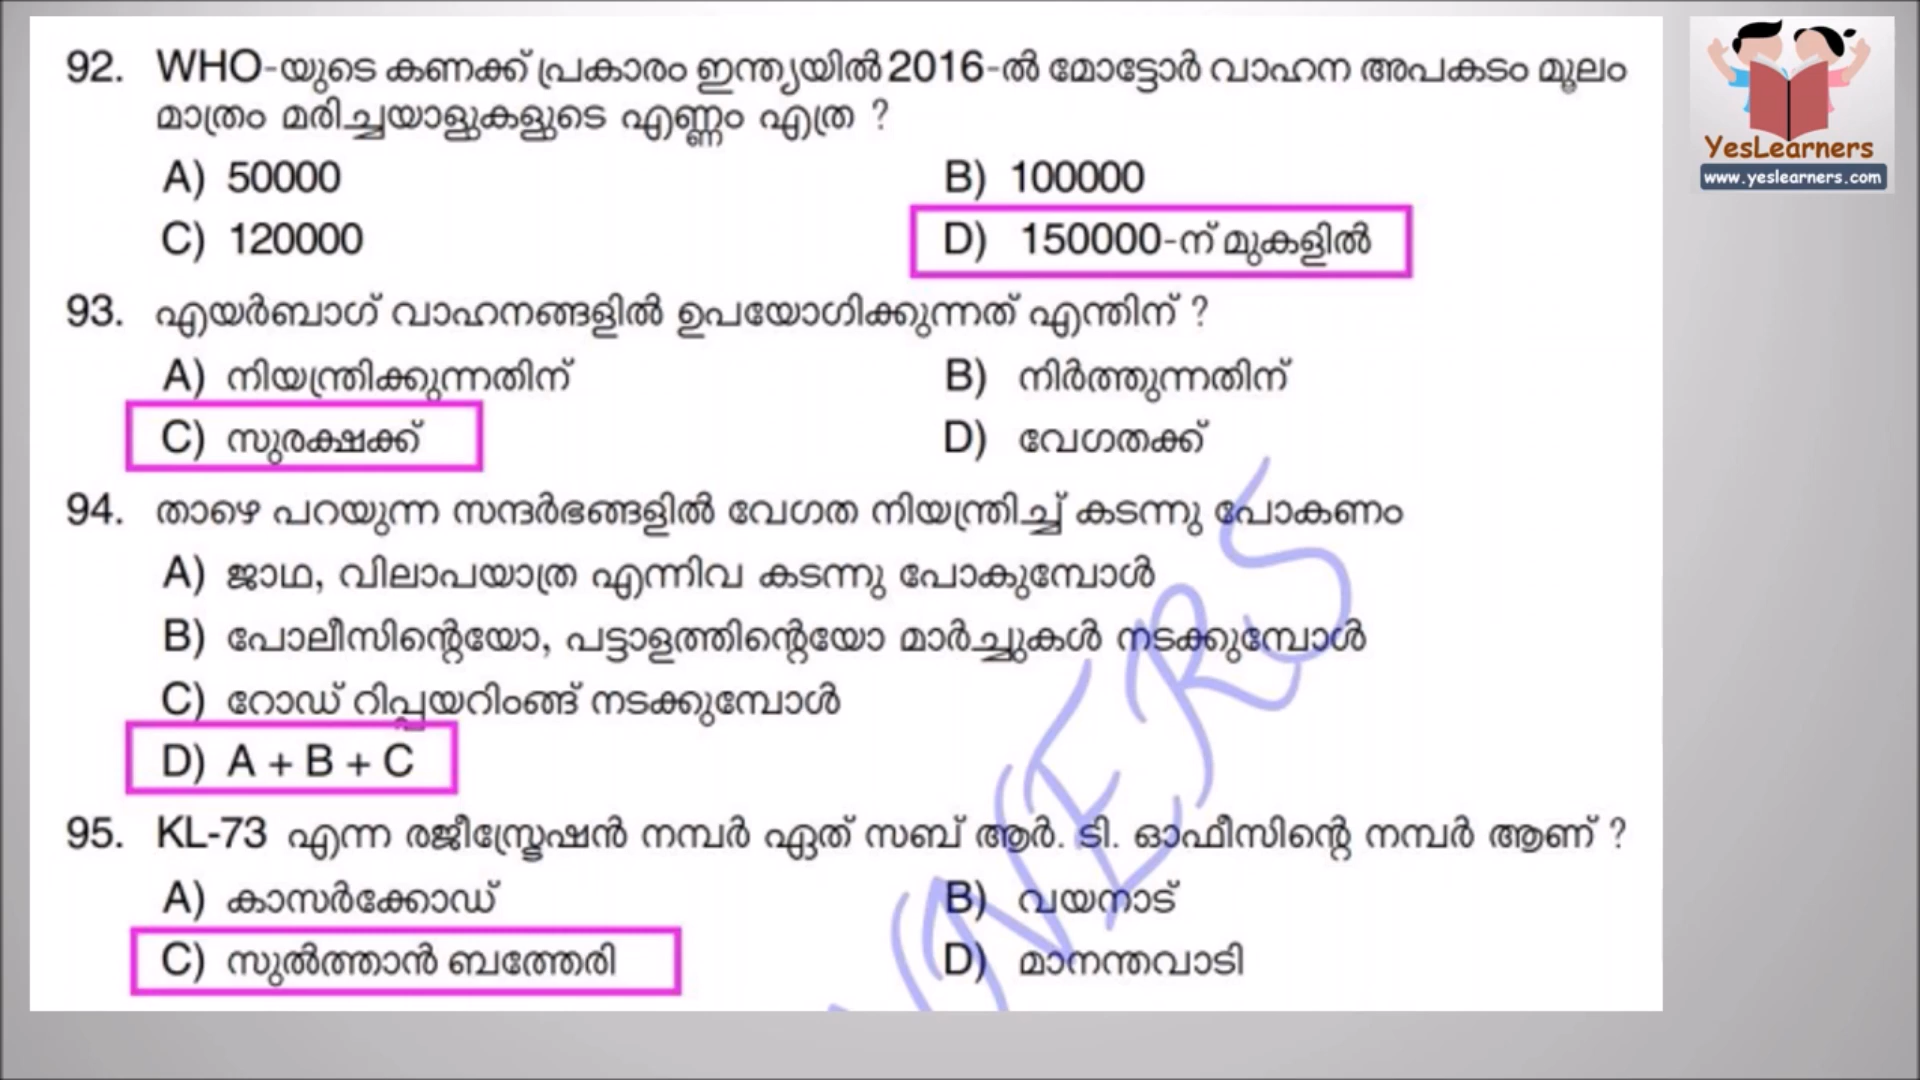 92. WHO-യുടെ കണക്ക് പ്രകാരം ഇന്ത്യയിൽ 2016-ൽ മോട്ടോർ വാഹന അപകടം മൂലം
മാത്രം മരിച്ചയാളുകളുടെ എണ്ണം എത്ര ?
A) 50000 B) 100000
C) 120000 D) 150000-ന് മുകളിൽ
93. എയർബാഗ് വാഹനങ്ങളിൽ ഉപയോഗിക്കുന്നത് എന്തിന് ?
A) നിയന്ത്രിക്കുന്നതിന് B) നിർത്തുന്നതിന്
C) സുരക്ഷക്ക് D) വേഗതക്ക്
94. താഴെ പറയുന്ന സന്ദർഭങ്ങളിൽ വേഗത നിയന്ത്രിച്ച് കടന്നു പോകണം
A) ജാഥ, വിലാപയാത്ര എന്നിവ കടന്നു പോകുമ്പോൾ
B) പോലീസിന്റെയോ, പട്ടാളത്തിന്റെയോ മാർച്ചുകൾ നടക്കുമ്പോൾ
C) റോഡ് റിപ്പയറിംങ്ങ് നടക്കുമ്പോൾ
D) A + B + C
95. KL-73 എന്ന രജീസ്ട്രേഷൻ നമ്പർ ഏത് സബ് ആർ. ടി. ഓഫീസിന്റെ നമ്പർ ആണ് ?
A) കാസർക്കോഡ് B) വയനാട്
C) സുൽത്താൻ ബത്തേരി D) മാനന്തവാടി
YesLearners
www.yeslearners.com